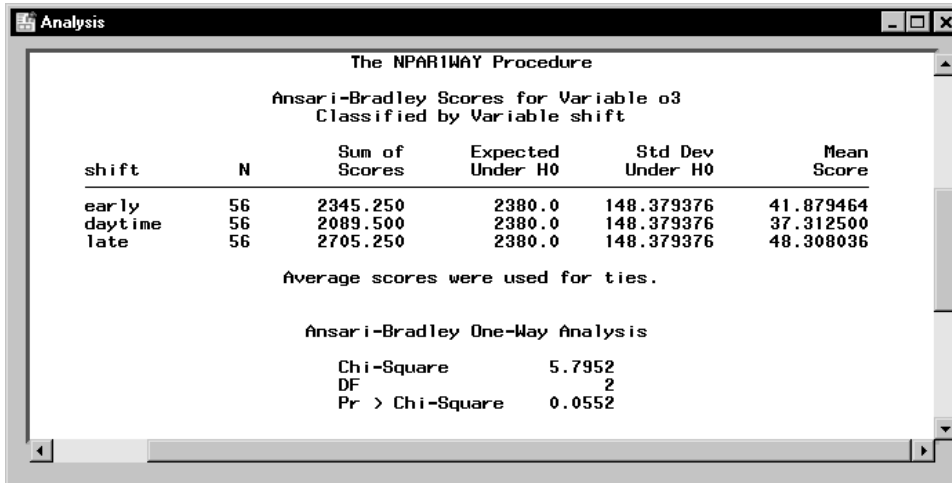 Analysis
The NPAR1WAY Procedure
Ansari-Bradley Scores for Variable o3
Classified by Variable shift
Sum of Expected Std Dev Mean
shift N Scores Under H0 Under H0 Score
early 56 2345.250 2380.0 148.379376 41.879464
daytime 56 2089.500 2380.0 148.379376 37.312500
late 56 2705.250 2380.0 148.379376 48.308036
Average scores were used for ties.
Ansari-Bradley One-Way Analysis
Chi-Square 5.7952
DF 2
Pr > Chi-Square 0.0552